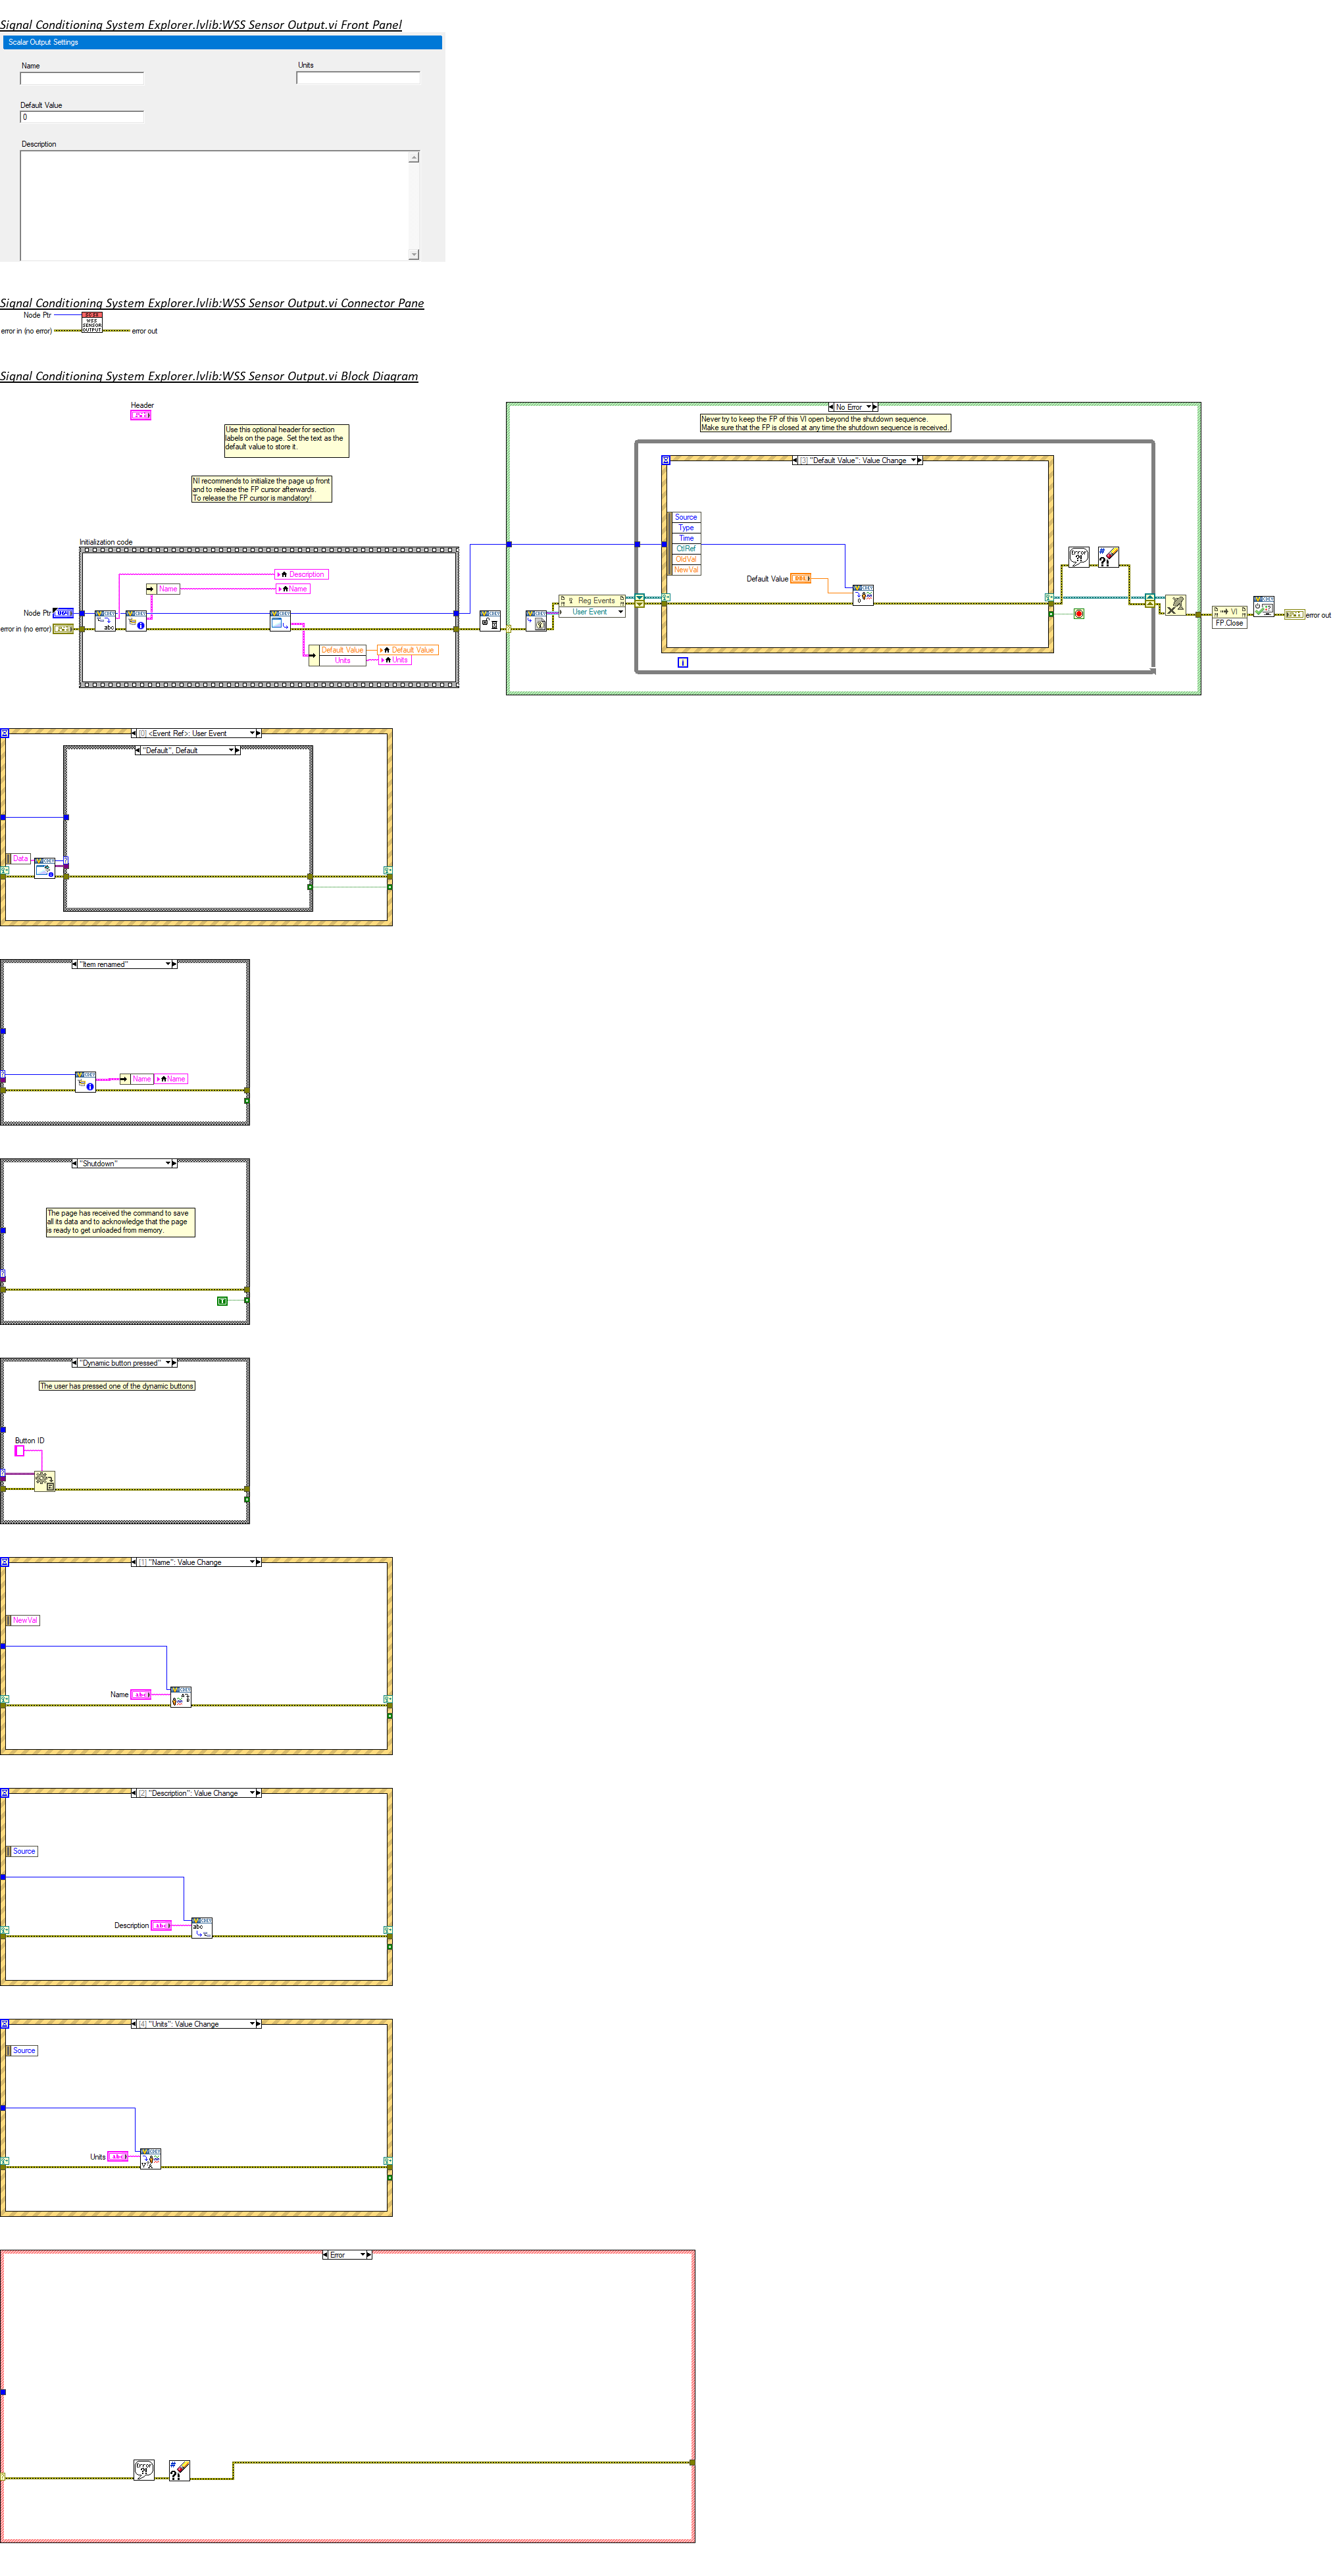 Signal Conditioning System Explorer.lvlib:WSS Sensor Output.vi Front Panel
Scalar Output Settings
Name
Units
Default Value
0
Description
Signal Conditioning System Explorer.lvlib:WSS Sensor Output.vi Connector Pane
Node Ptr
WSS
SENSOR
OUTPUT
error in (no error)
error out
Signal Conditioning System Explorer.lvlib:WSS Sensor Output.vi Block Diagram
Header
Use this optional header for section
labels on the page. Set the text as the
default value to store it.
NI recommends to initialize the page up front
and to release the FP cursor afterwards.
To release the FP cursor is mandatory!
Initialization code
Description
Name
Name
Node Ptr
abc
error in (no error)
Default Value
Default Value
Units
Units
No Error
Never try to keep the FP of this VI open beyond the shutdown sequence.
Make sure that the FP is closed at any time the shutdown sequence is received.
[3] "Default Value": Value Change
Source
Type
Time
CtlRef
OldVal
NewVal
Default Value
Reg Events
User Event
i
VI
FP.Close
error out
[0] <Event Ref>: User Event
"Default", Default
Data
"Item renamed"
Name
Name
"Shutdown"
The page has received the command to save
all its data and to acknowledge that the page
is ready to get unloaded from memory.
T
"Dynamic button pressed"
The user has pressed one of the dynamic buttons
Button ID
[1] "Name": Value Change
NewVal
Name
abc
[2] "Description": Value Change
Source
Description
abc
abc
[4] "Units": Value Change
Source
Units
abc
Error
Error
?!
#
?!